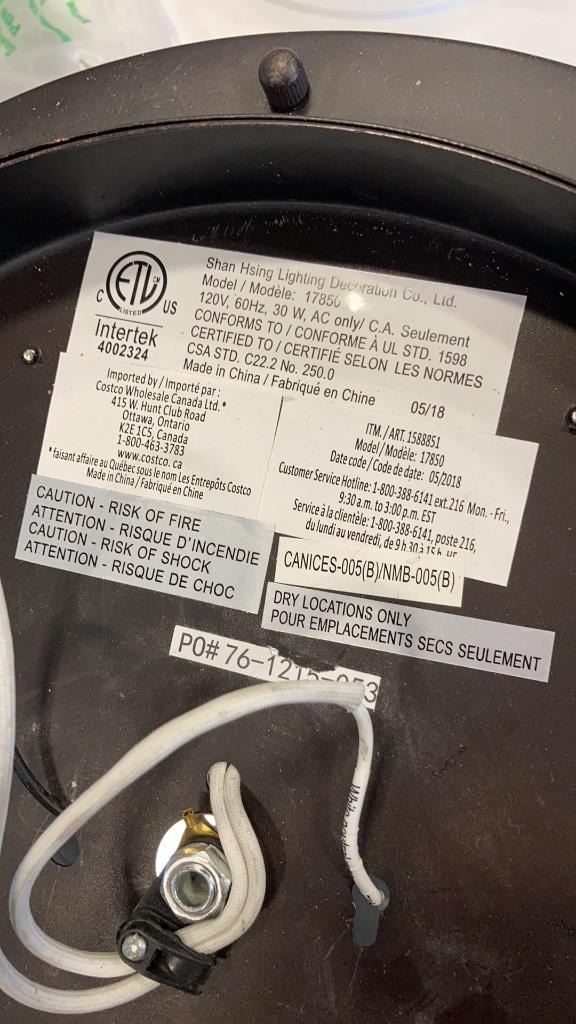 ETL
CM
LISTED
C
US
Intertek
4002324
Shan Hsing Lighting Decoration Co., Ltd.
Model / Modèle: 17850
120V, 60Hz, 30 W, AC only/ C.A. Seulement
CONFORMS TO / CONFORME À UL STD. 1598
CERTIFIED TO / CERTIFIÉ SELON LES NORMES
CSA STD. C22.2 No. 250.0
Made in China / Fabriqué en Chine 05/18
Imported by / Importé par :
Costco Wholesale Canada Ltd.*
415 W. Hunt Club Road
Ottawa, Ontario
K2E 1C5, Canada
1-800-463-3783
www.costco.ca
*faisant affaire au Québec sous le nom Les Entrepôts Costco
Made in China / Fabriqué en Chine
ITM. / ART. 1588851
Model / Modèle: 17850
Date code / Code de date: 05/2018
Customer Service Hotline: 1-800-388-6141 ext.216 Mon. - Fri.,
9:30 a.m. to 3:00 p.m. EST
Service à la clientèle: 1-800-388-6141, poste 216,
du lundi au vendredi, de 9 h 30 à 15 h
CAUTION - RISK OF FIRE
ATTENTION - RISQUE D'INCENDIE
CAUTION - RISK OF SHOCK
ATTENTION - RISQUE DE CHOC
CANICES-005(B)/NMB-005(B)
DRY LOCATIONS ONLY
POUR EMPLACEMENTS SECS SEULEMENT
PO# 76-1215-